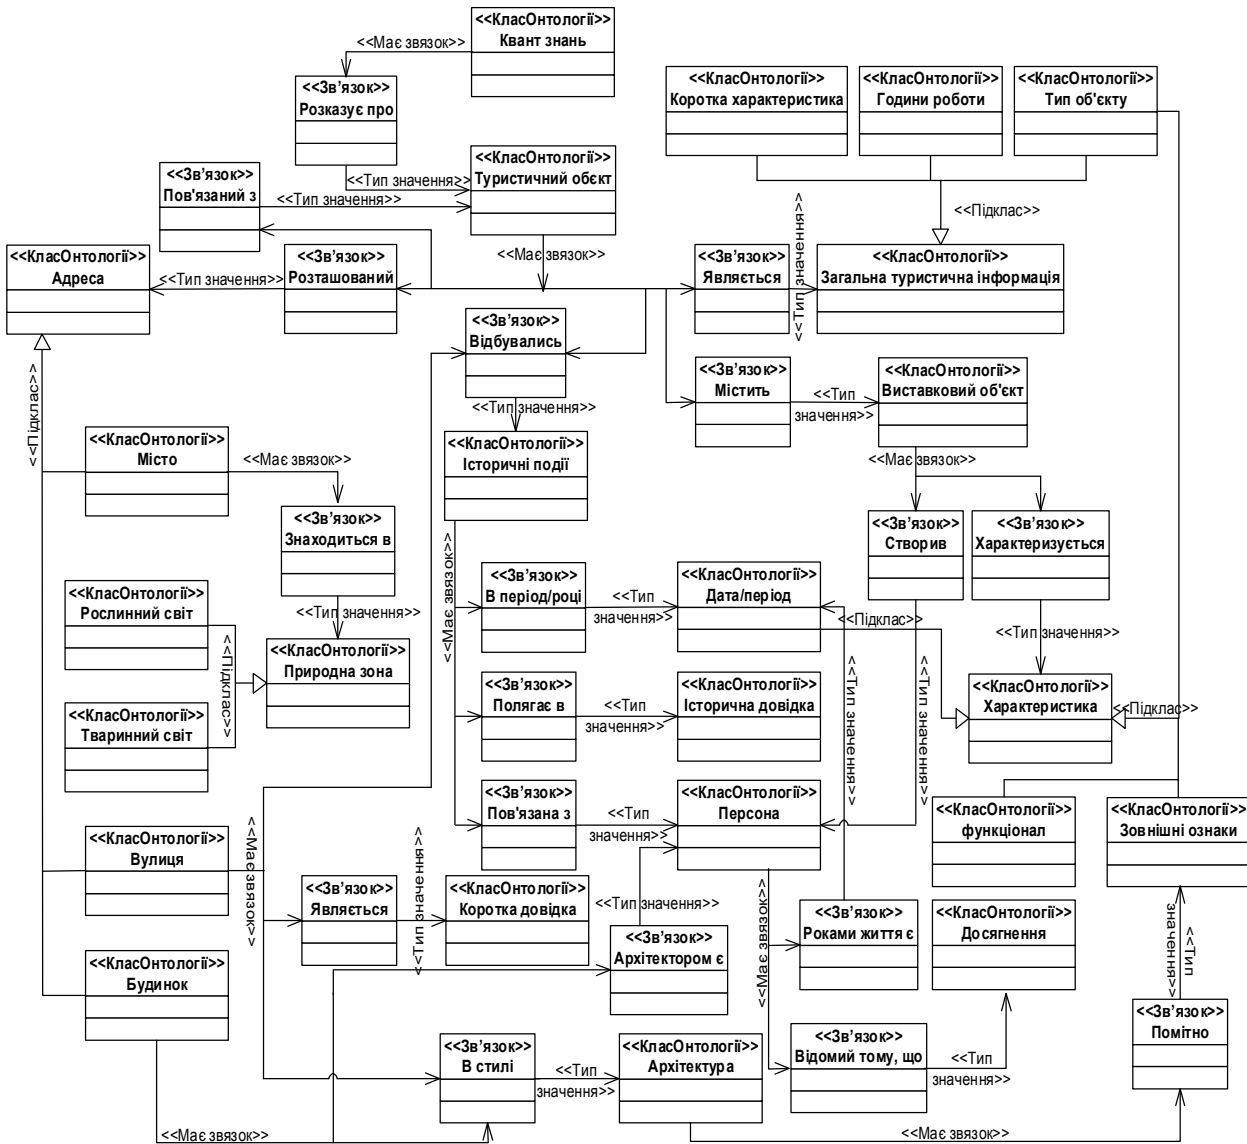 <<КласОнтології>>
Квант знань
<<Має звязок>>
<<Зв'язок>>
Розказує про
<<КласОнтології>>
Коротка характеристика
<<КласОнтології>>
Години роботи
<<КласОнтології>>
Тип об'єкту
<<КласОнтології>>
Туристичний обєкт
<<Тип значення>>
<<Зв'язок>>
Пов'язаний з
<<Тип значення>>
<<Підклас>>
<<Має звязок>>
<<КласОнтології>>
Адреса
<<Тип значення>>
<<Зв'язок>>
Розташований
<<Зв'язок>>
Являється
<<Тип значення>>
<<КласОнтології>>
Загальна туристична інформація
<<Зв'язок>>
Відбувались
<<Підклас>>
<<Зв'язок>>
Містить
<<Тип
значення>>
<<КласОнтології>>
Виставковий об'єкт
<<Тип значення>>
<<КласОнтології>>
Місто
<<Має звязок>>
<<КласОнтології>>
Історичні події
<<Має звязок>>
<<Зв'язок>>
Знаходиться в
<<Зв'язок>>
Створив
<<Зв'язок>>
Характеризується
<<Має звязок>>
<<Зв'язок>>
В період/році
<<Тип
значення>>
<<КласОнтології>>
Дата/період
<<Підклас>>
<<КласОнтології>>
Рослинний світ
<<Підклас>>
<<Тип значення>>
<<КласОнтології>>
Природна зона
<<Тип значення>>
<<Тип значення>>
<<Тип значення>>
<<Зв'язок>>
Полягає в
<<Тип
значення>>
<<КласОнтології>>
Історична довідка
<<КласОнтології>>
Характеристика
<<Підклас>>
<<КласОнтології>>
Тваринний світ
<<Зв'язок>>
Пов'язана з
<<Тип
значення>>
<<КласОнтології>>
Персона
<<КласОнтології>>
функціонал
<<КласОнтології>>
Зовнішні ознаки
<<КласОнтології>>
Вулиця
<<Має звязок>>
<<Зв'язок>>
Являється
<<Тип значення>>
<<КласОнтології>>
Коротка довідка
<<Тип значення>>
<<Має звязок>>
<<Зв'язок>>
Роками життя є
<<КласОнтології>>
Досягнення
<<Тип
значення>>
<<Зв'язок>>
Архітектором є
<<КласОнтології>>
Будинок
<<Зв'язок>>
Помітно
<<Зв'язок>>
В стилі
<<Тип
значення>>
<<КласОнтології>>
Архітектура
<<Зв'язок>>
Відомий тому, що
<<Тип
значення>>
<<Має звязок>>
<<Має звязок>>